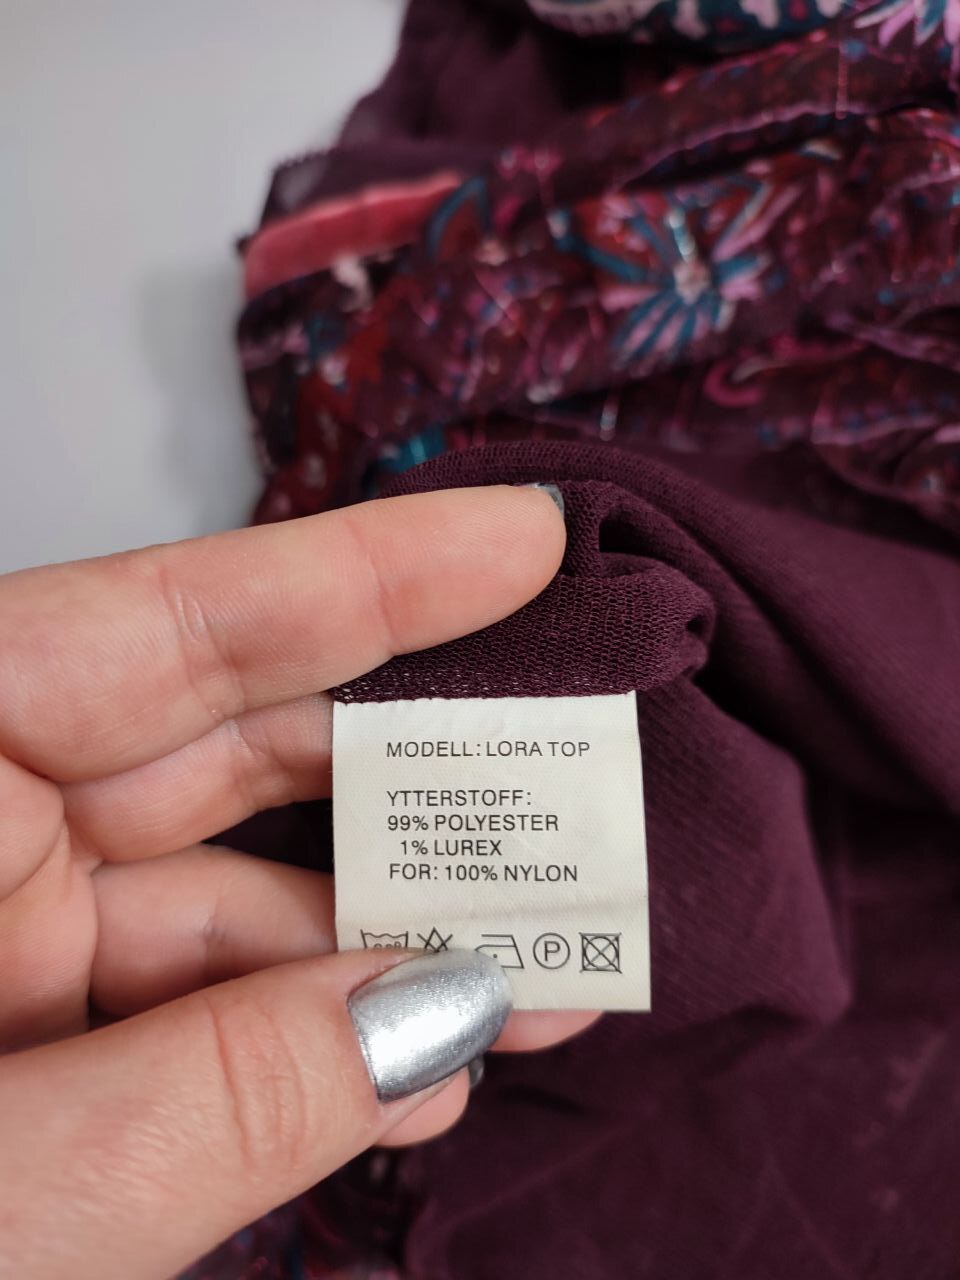 MODELL: LORA TOP
YTTERSTOFF:
99% POLYESTER
1% LUREX
FOR: 100% NYLON
P